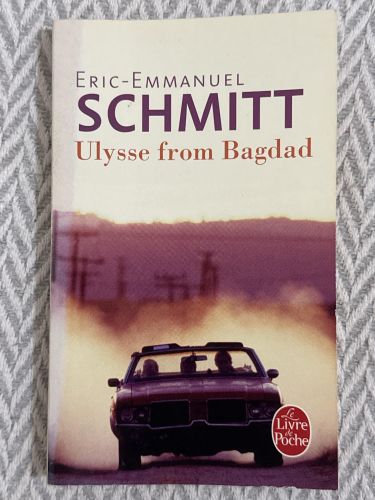 ERIC-EMMANUEL
SCHMITT
Ulysse from Bagdad
Le
Livre
de
Poche